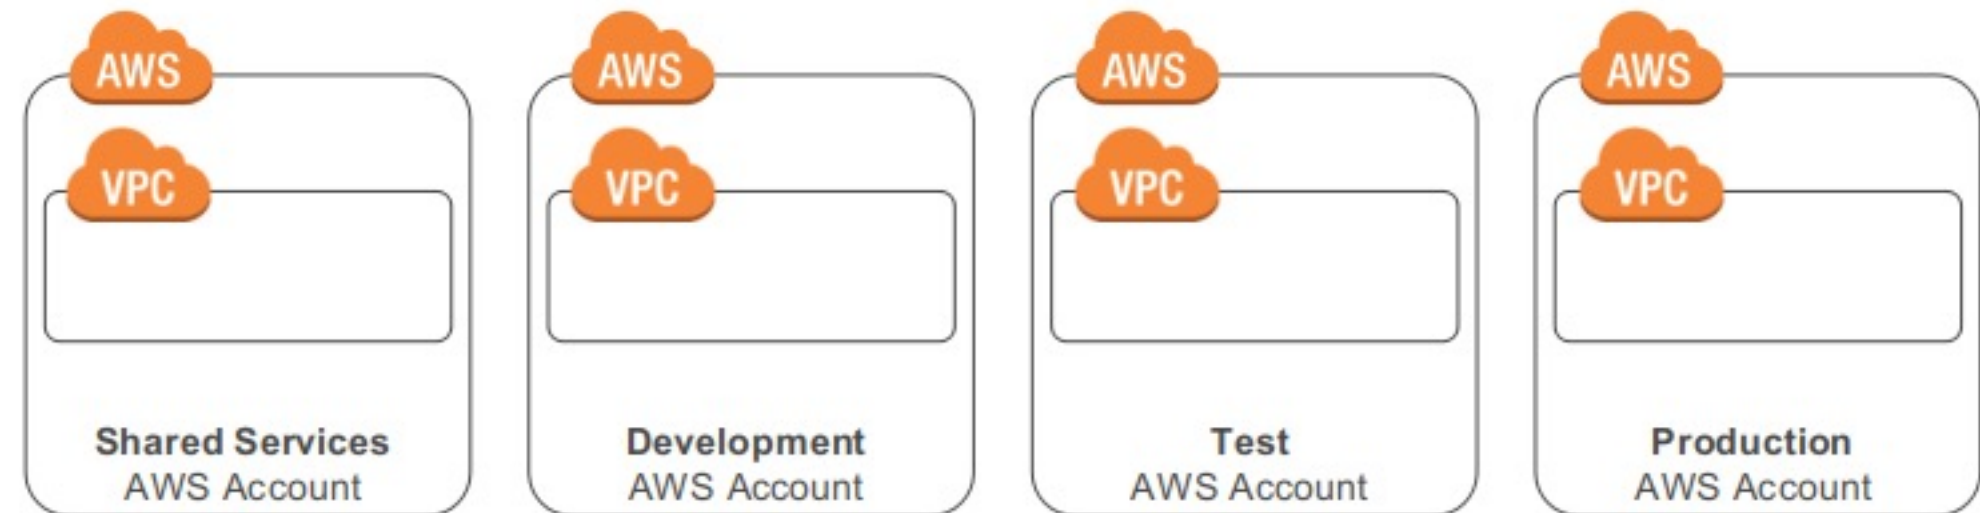 AWS
AWS
AWS
AWS
VPC
VPC
VPC
VPC
Shared Services
AWS Account
Development
AWS Account
Test
AWS Account
Production
AWS Account